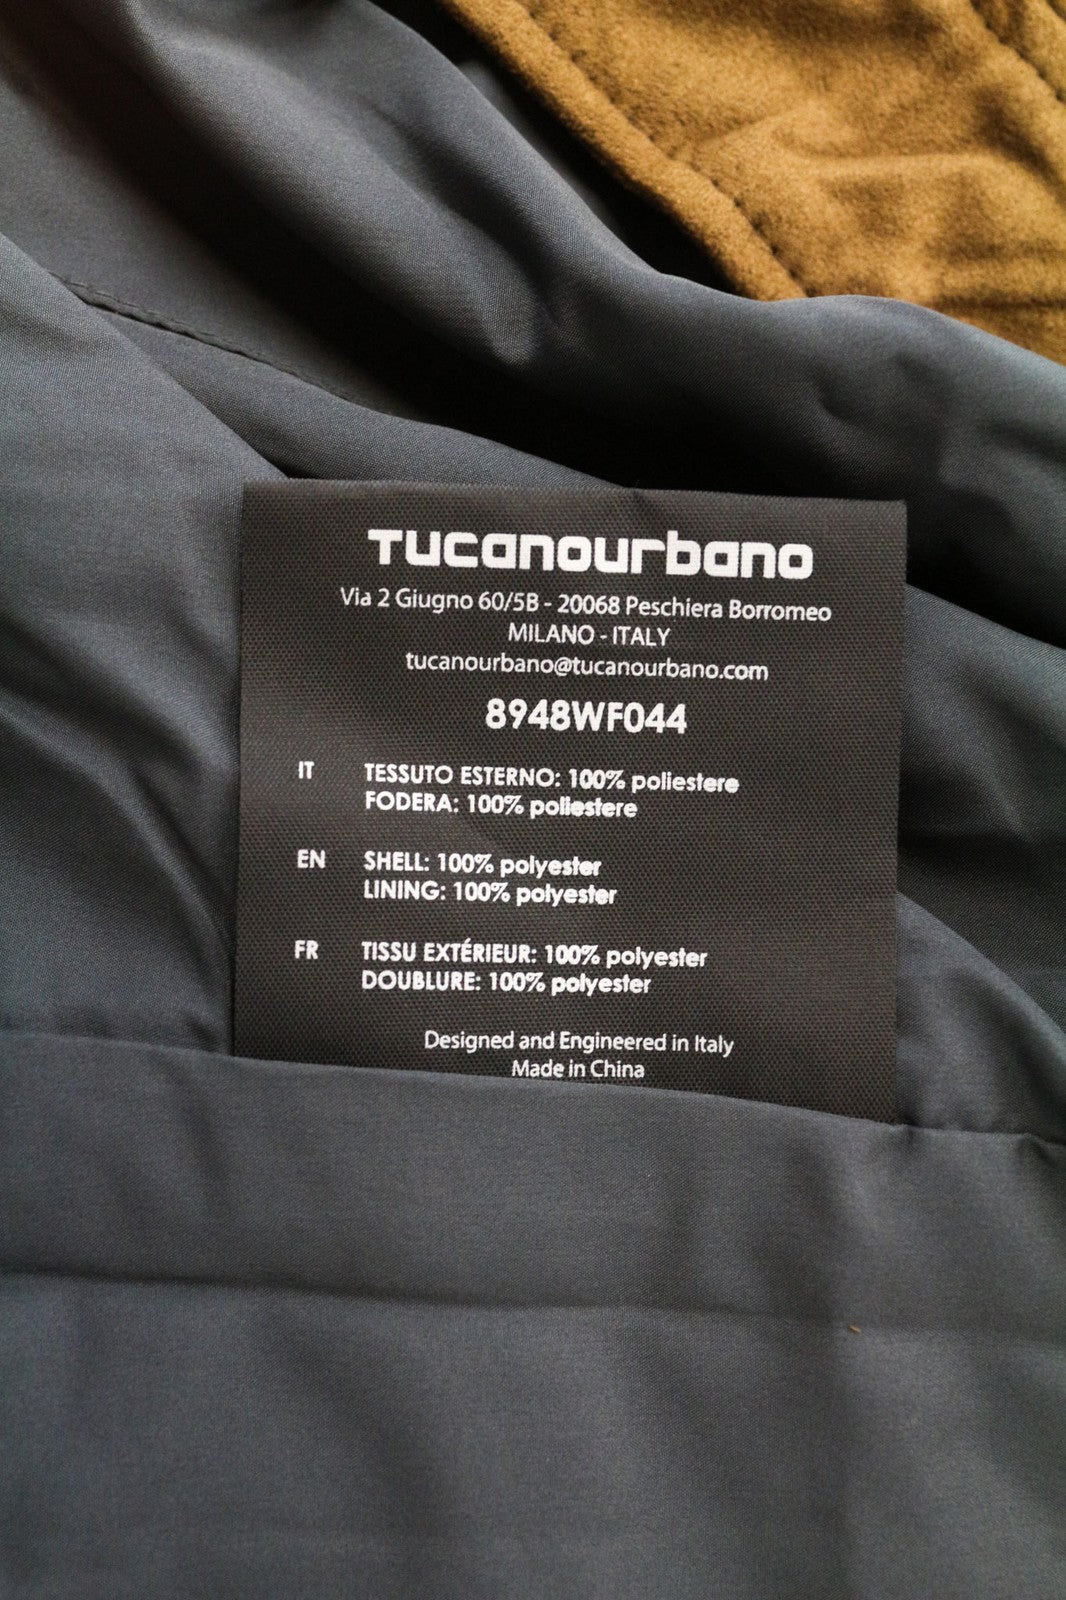 TUCANOURBANO
Via 2 Giugno 60/5B - 20068 Peschiera Borromeo
MILANO - ITALY
tucanourbano@tucanourbano.com
8948WF044
IT TESSUTO ESTERNO: 100% poliestere
FODERA: 100% poliestere
EN SHELL: 100% polyester
LINING: 100% polyester
FR TISSU EXTÉRIEUR: 100% polyester
DOUBLURE: 100% polyester
Designed and Engineered in Italy
Made in China